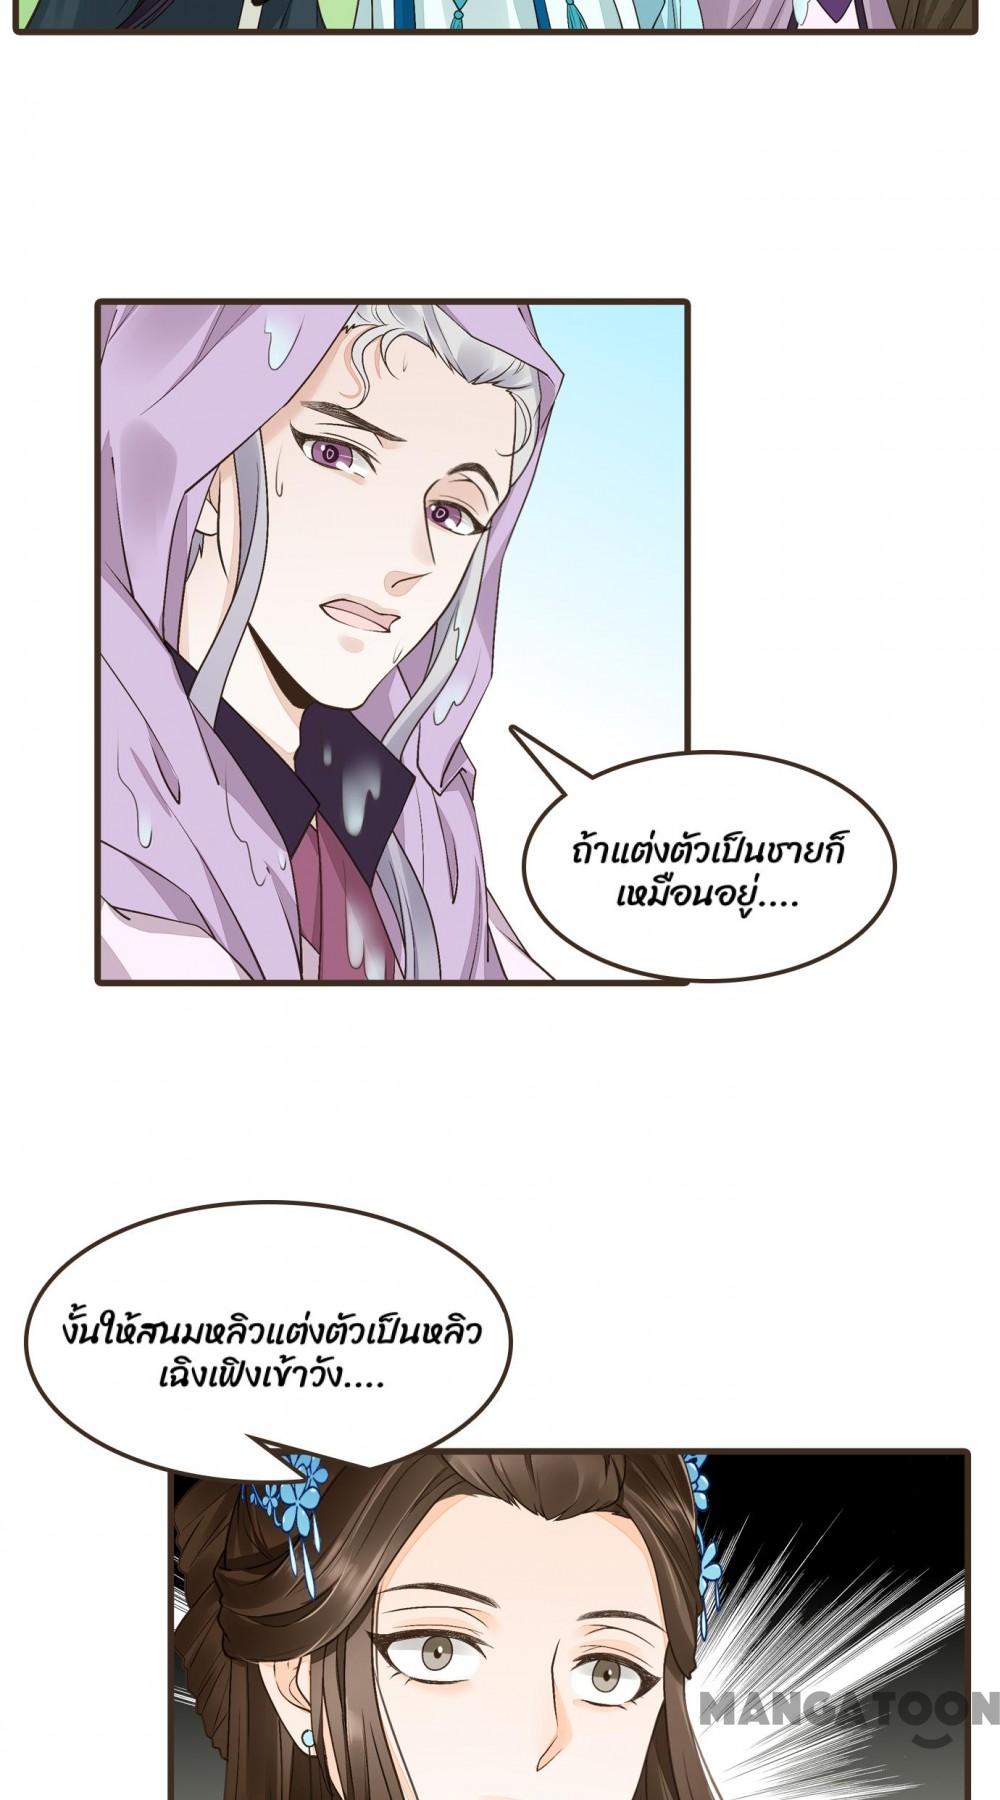 ถ้าแต่งตัวเป็นชายก็
เหมือนอยู่....
งั้นให้สนมหลิวแต่งตัวเป็นหลิว
เฉิงเฟิงเข้าวัง....
MANGATOON